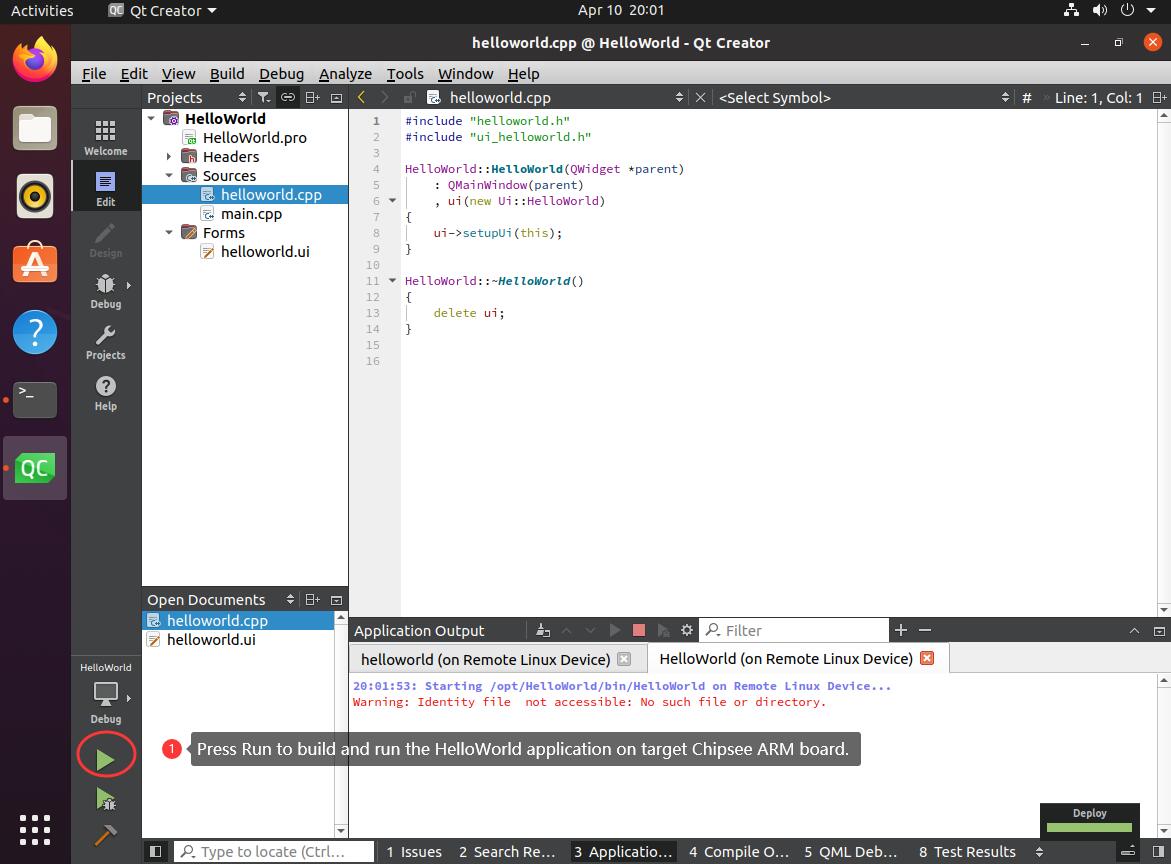 Activities QC Qt Creator Apr 10 20:01
helloworld.cpp @ HelloWorld - Qt Creator
File Edit View Build Debug Analyze Tools Window Help
Projects helloworld.cpp <Select Symbol> # » Line: 1, Col: 1
Welcome
Edit
Design
Debug
Projects
Help
HelloWorld
HelloWorld.pro
Headers
Sources
helloworld.cpp
main.cpp
Forms
helloworld.ui
1 #include "helloworld.h"
2 #include "ui_helloworld.h"
3
4 HelloWorld::HelloWorld(QWidget *parent)
5 : QMainWindow(parent)
6 , ui(new Ui::HelloWorld)
7 {
8 ui->setupUi(this);
9 }
10
11 HelloWorld::~HelloWorld()
12 {
13 delete ui;
14 }
15
16
QC
Open Documents
helloworld.cpp
helloworld.ui
HelloWorld
Debug
Application Output Filter
helloworld (on Remote Linux Device) HelloWorld (on Remote Linux Device)
20:01:53: Starting /opt/HelloWorld/bin/HelloWorld on Remote Linux Device...
Warning: Identity file  not accessible: No such file or directory.
1 Press Run to build and run the HelloWorld application on target Chipsee ARM board.
Deploy
Type to locate (Ctrl... 1 Issues 2 Search Re... 3 Applicatio... 4 Compile O... 5 QML Deb... 8 Test Results